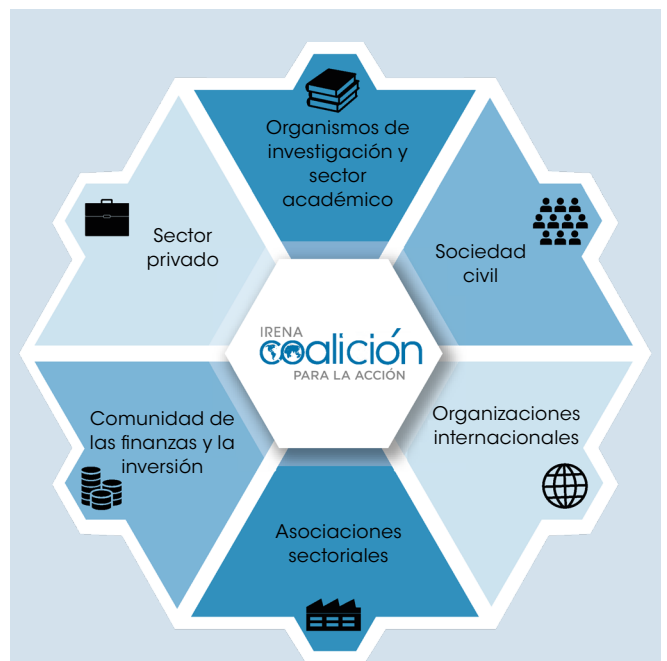 Organismos de
investigación y
sector
académico
Sociedad
civil
Organizaciones
internacionales
Asociaciones
sectoriales
Comunidad de
las finanzas y la
inversión
Sector
privado
IRENA
coalición
PARA LA ACCIÓN